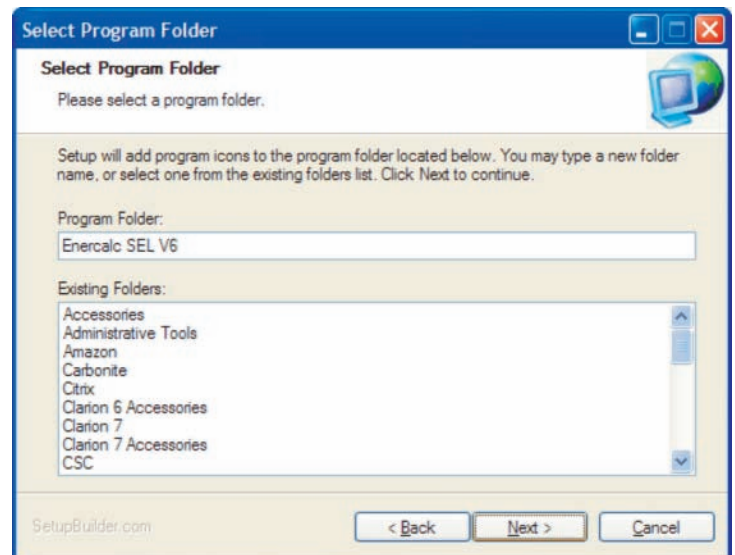 Select Program Folder
Select Program Folder
Please select a program folder.
Setup will add program icons to the program folder located below. You may type a new folder
name, or select one from the existing folders list. Click Next to continue.
Program Folder:
Enercalc SEL V6
Existing Folders:
Accessories
Administrative Tools
Amazon
Carbonite
Citrix
Clarion 6 Accessories
Clarion 7
Clarion 7 Accessories
CSC
SetupBuilder.com
< Back
Next >
Cancel